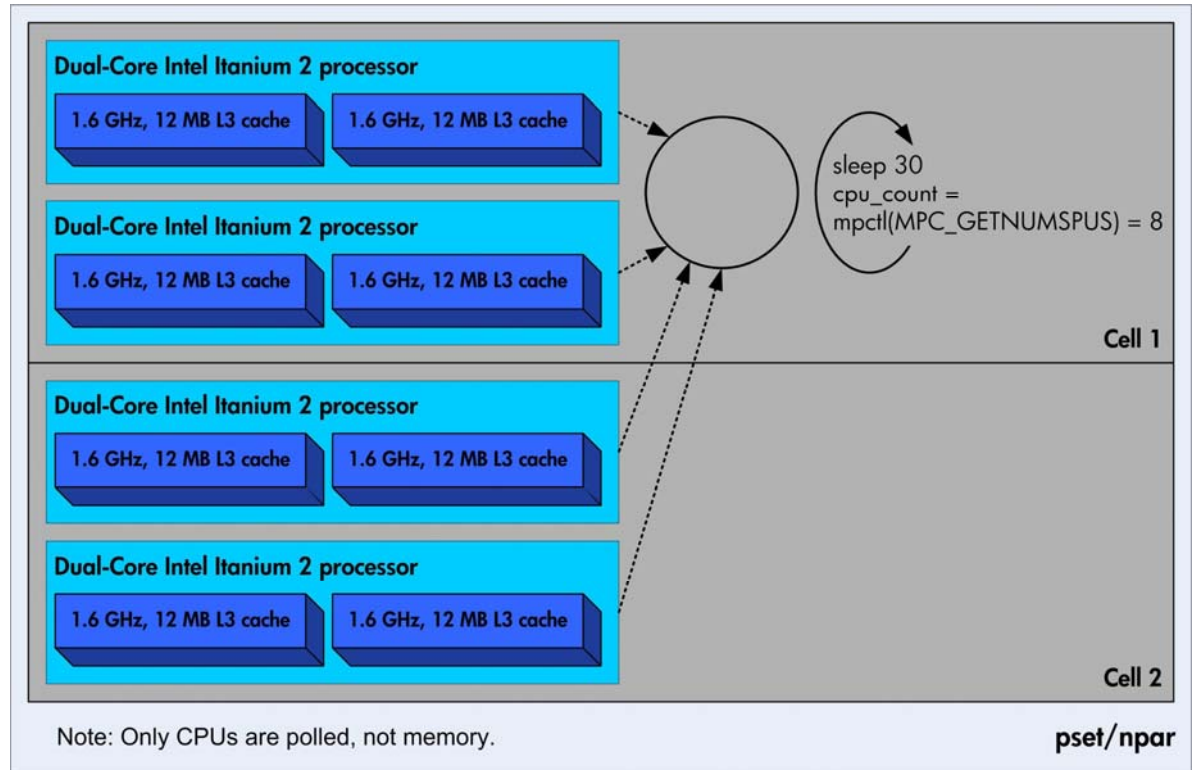 Dual-Core Intel Itanium 2 processor
1.6 GHz, 12 MB L3 cache
1.6 GHz, 12 MB L3 cache
Dual-Core Intel Itanium 2 processor
1.6 GHz, 12 MB L3 cache
1.6 GHz, 12 MB L3 cache
sleep 30
cpu_count =
mpctl(MPC_GETNUMSPUS) = 8
Cell 1
Dual-Core Intel Itanium 2 processor
1.6 GHz, 12 MB L3 cache
1.6 GHz, 12 MB L3 cache
Dual-Core Intel Itanium 2 processor
1.6 GHz, 12 MB L3 cache
1.6 GHz, 12 MB L3 cache
Cell 2
Note: Only CPUs are polled, not memory.
pset/npar